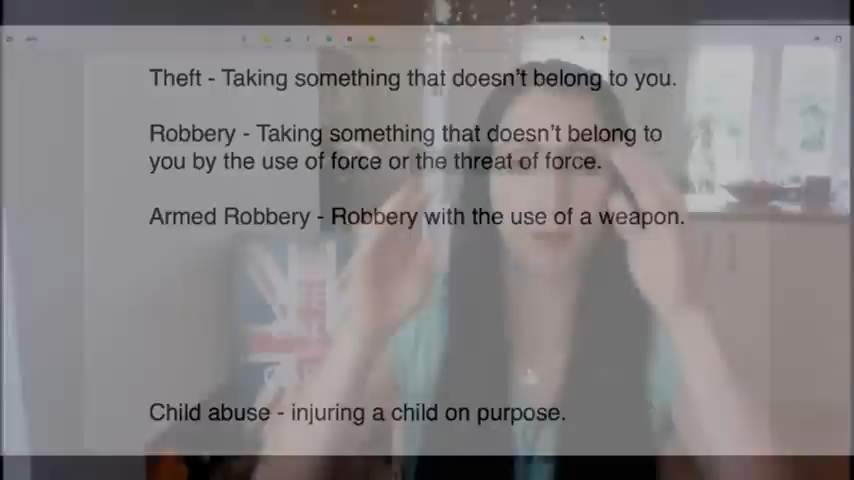 Theft - Taking something that doesn't belong to you.
Robbery - Taking something that doesn't belong to
you by the use of force or the threat of force.
Armed Robbery - Robbery with the use of a weapon.
Child abuse - injuring a child on purpose.